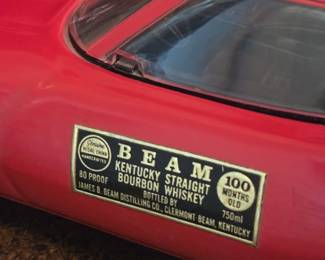 Genuine
REGAL CHINA
HANDCRAFTED
BEAM
KENTUCKY STRAIGHT
BOURBON WHISKEY
80 PROOF
BOTTLED BY
JAMES B. BEAM DISTILLING CO., CLERMONT BEAM, KENTUCKY
100
MONTHS
OLD
750ml